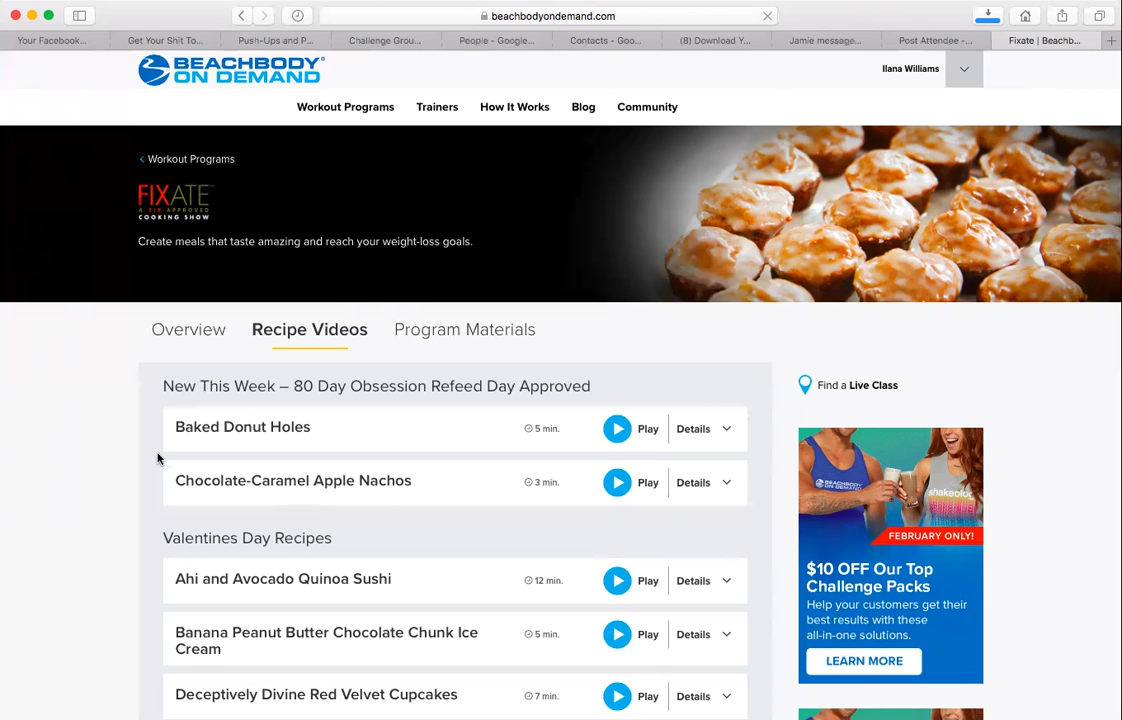 beachbodyondemand.com
Your Facebook...
Get Your Shit To...
Push-Ups and P...
Challenge Grou...
People - Google...
Contacts - Goo...
(8) Download Y...
Jamie message...
Post Attendee -...
Fixate | Beachb...
BEACHBODY®
ON DEMAND
Ilana Williams
Workout Programs
Trainers
How It Works
Blog
Community
Workout Programs
FIXATE™
A FIX-APPROVED
COOKING SHOW
Create meals that taste amazing and reach your weight-loss goals.
Overview
Recipe Videos
Program Materials
New This Week – 80 Day Obsession Refeed Day Approved
Baked Donut Holes
5 min.
Play
Details
Chocolate-Caramel Apple Nachos
3 min.
Play
Details
Valentines Day Recipes
Ahi and Avocado Quinoa Sushi
12 min.
Play
Details
Banana Peanut Butter Chocolate Chunk Ice
Cream
5 min.
Play
Details
Deceptively Divine Red Velvet Cupcakes
7 min.
Play
Details
Find a Live Class
BEACHBODY
ON DEMAND
shakeology
FEBRUARY ONLY!
$10 OFF Our Top
Challenge Packs
Help your customers get their
best results with these
all-in-one solutions.
LEARN MORE